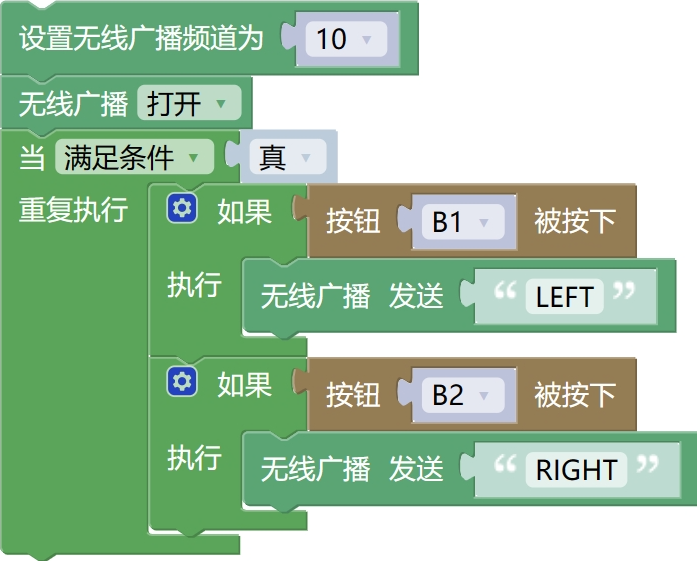 设置无线广播频道为 10
无线广播 打开
当 满足条件 真
重复执行 如果 按钮 B1 被按下
执行 无线广播 发送 “ LEFT ”
如果 按钮 B2 被按下
执行 无线广播 发送 “ RIGHT ”